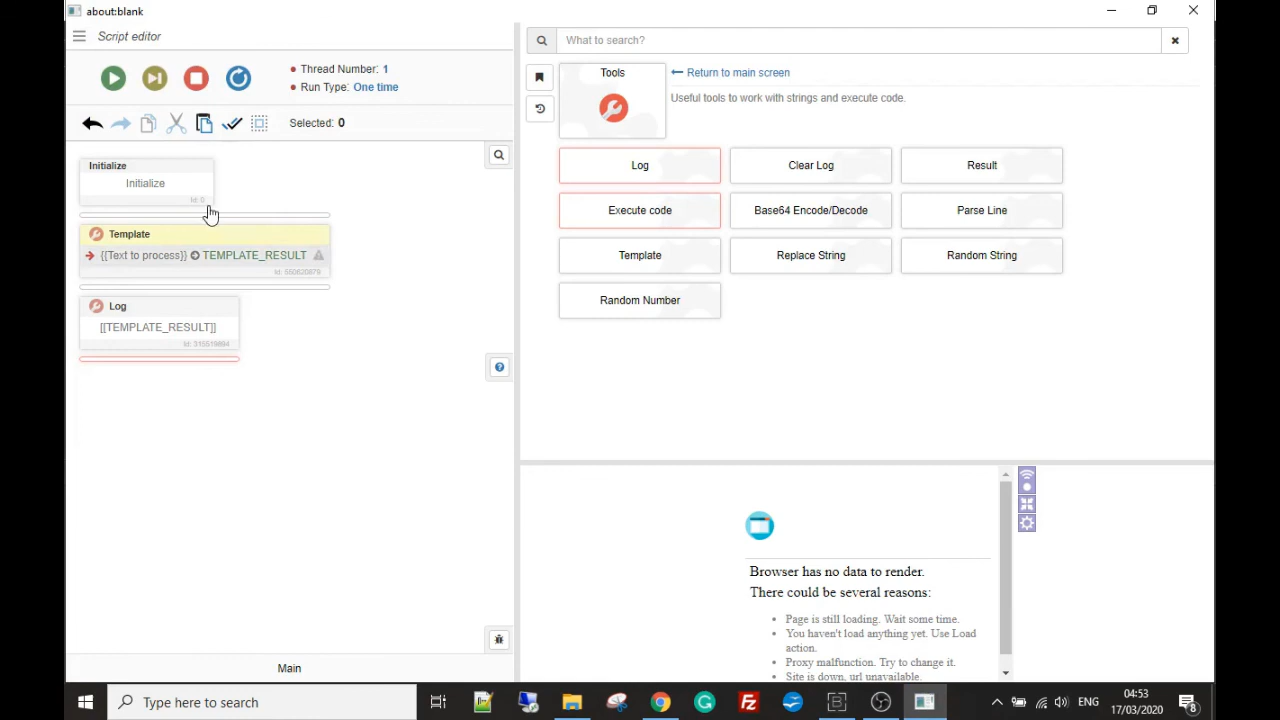 about:blank
Script editor
Thread Number: 1
Run Type: One time
Selected: 0
Initialize
Initialize
Id: 0
Template
{{Text to process}} TEMPLATE_RESULT
Log
[[TEMPLATE_RESULT]]
Id: 315519894
Main
What to search?
Tools
Return to main screen
Useful tools to work with strings and execute code.
Log Clear Log Result
Execute code Base64 Encode/Decode Parse Line
Template Replace String Random String
Random Number
Browser has no data to render.
There could be several reasons:
Page is still loading. Wait some time.
You haven't load anything yet. Use Load
action.
Proxy malfunction. Try to change it.
Site is down, url unavailable.
Type here to search
ENG
04:53
17/03/2020
8